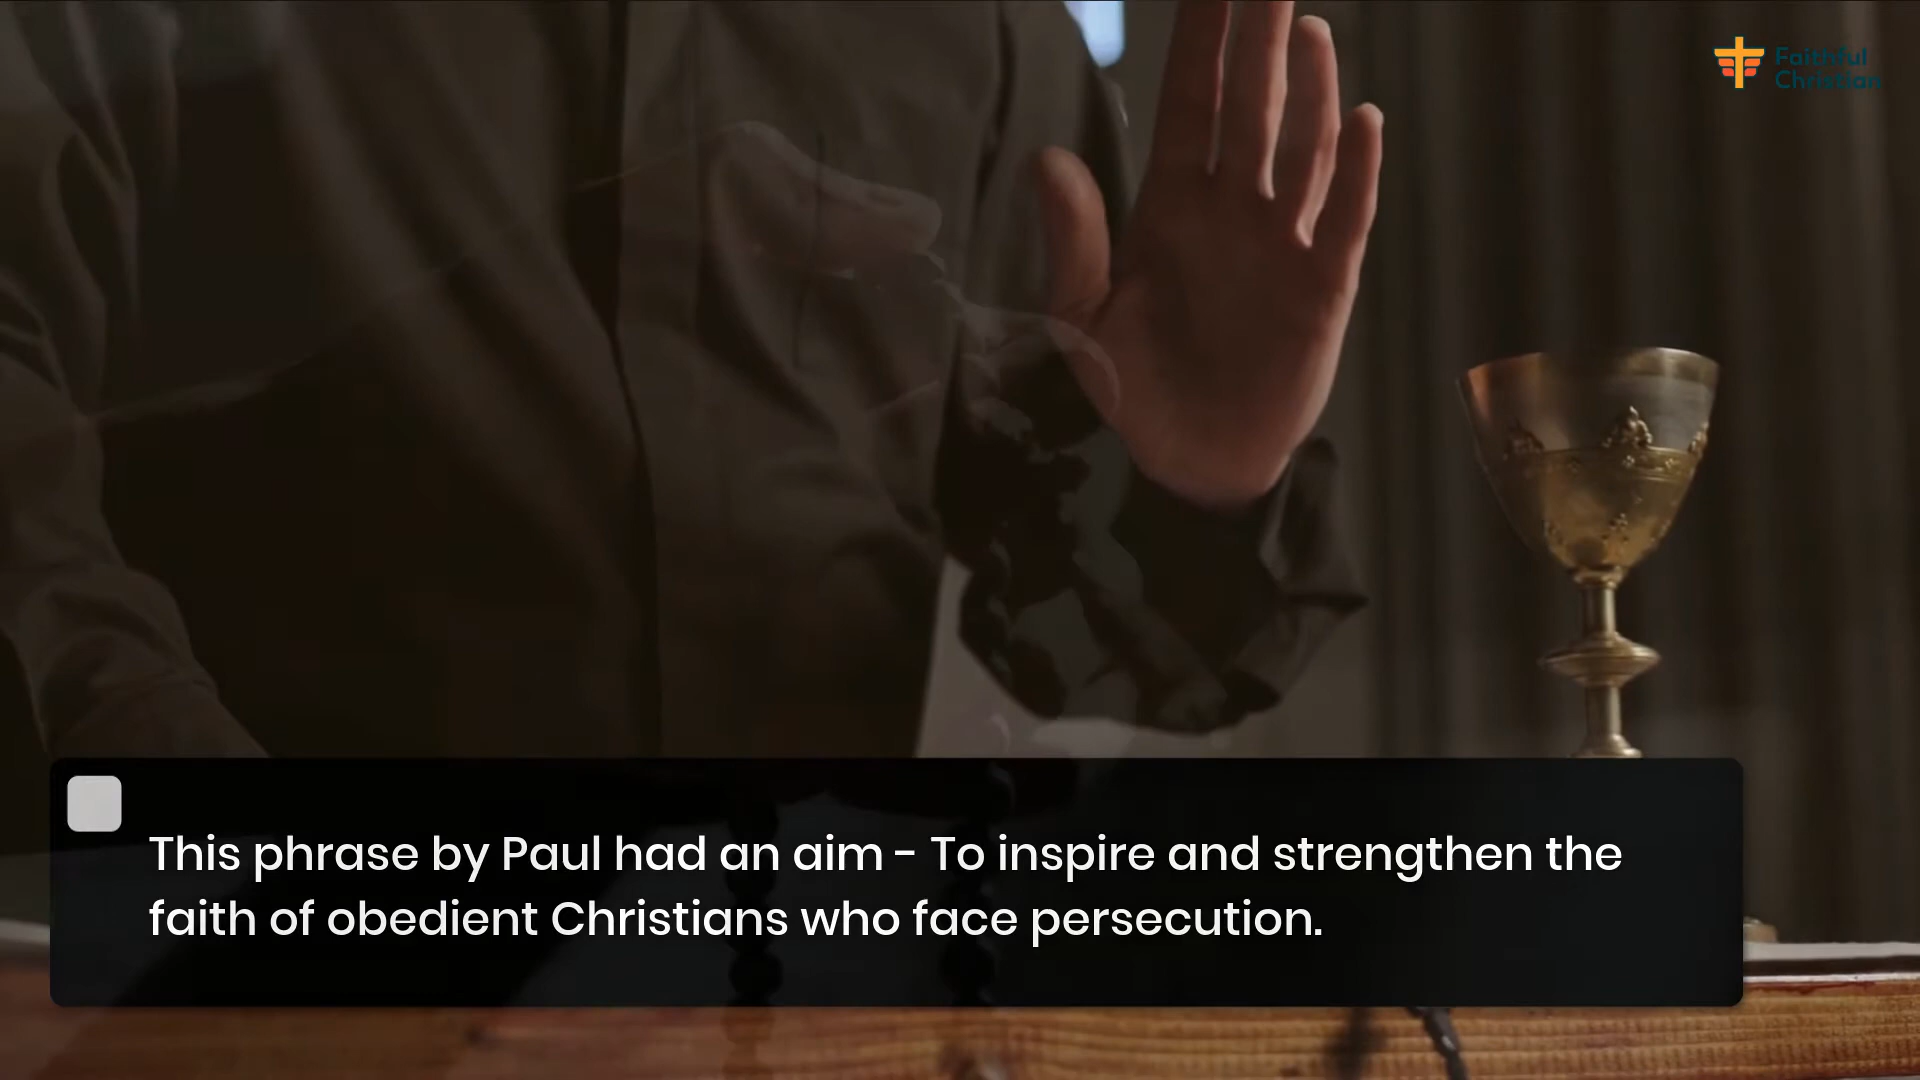 Faithful
Christian
This phrase by Paul had an aim - To inspire and strengthen the
faith of obedient Christians who face persecution.